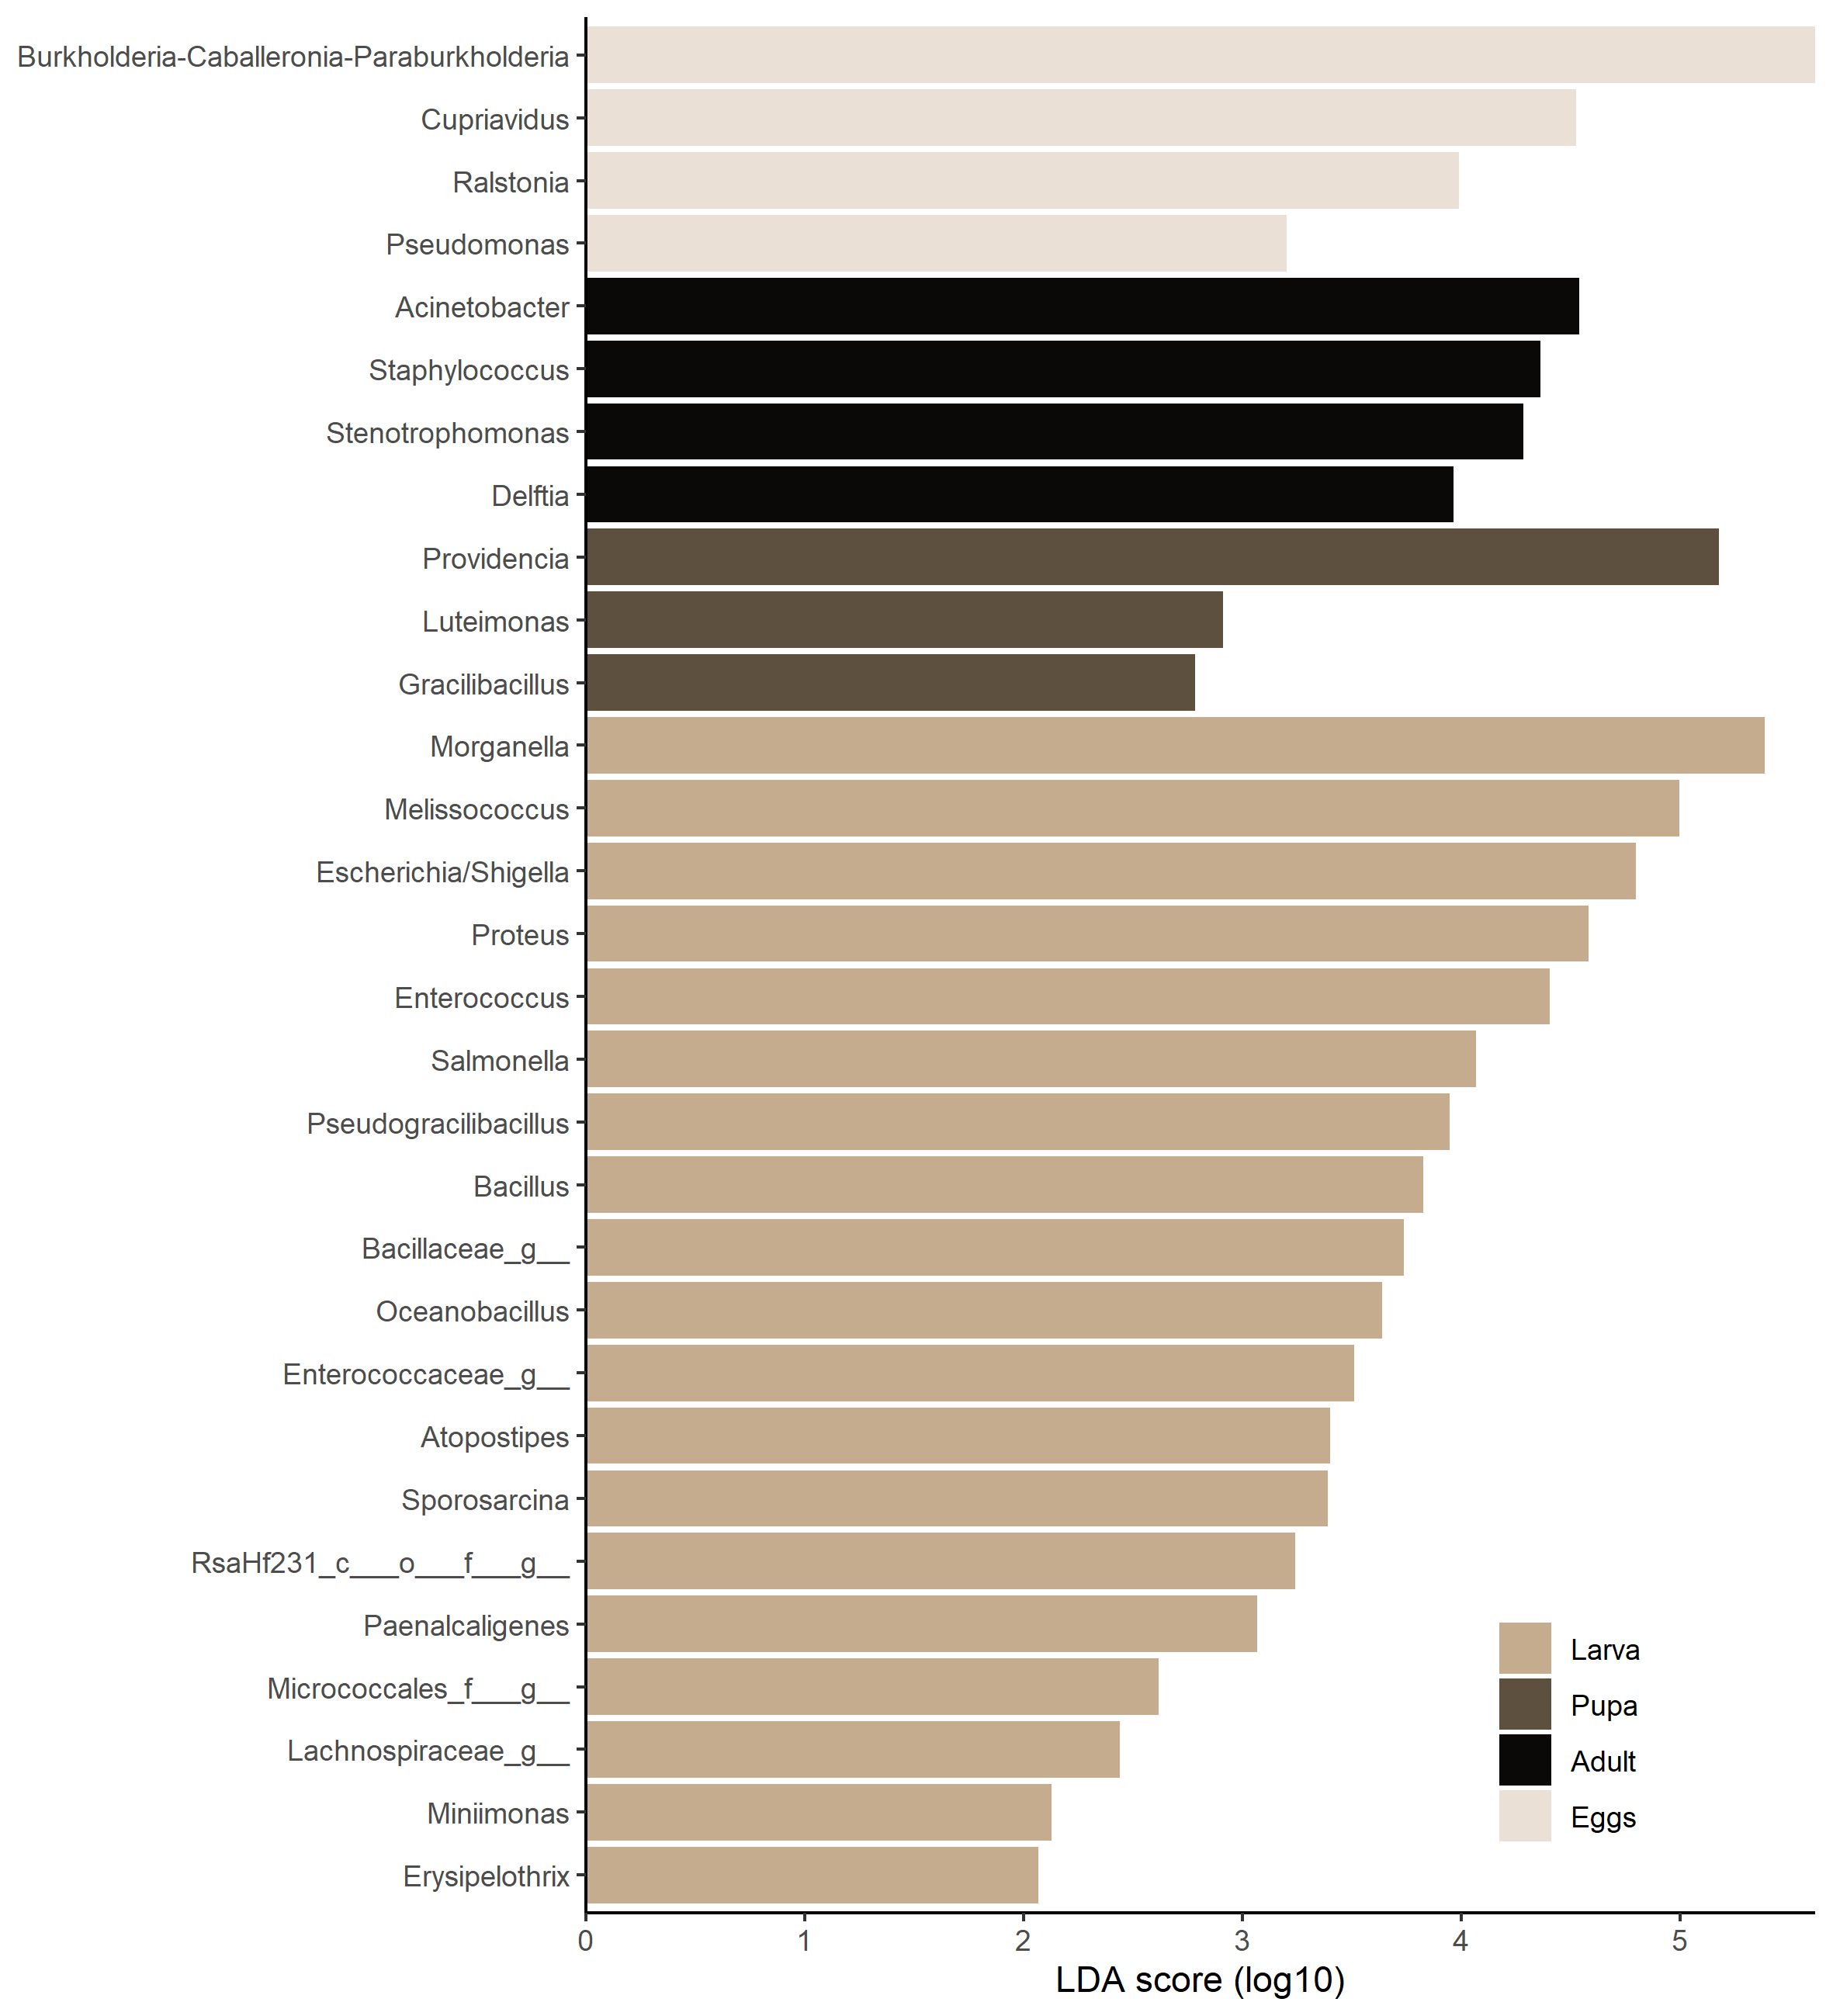 Burkholderia-Caballeronia-Paraburkholderia
Cupriavidus
Ralstonia
Pseudomonas
Acinetobacter
Staphylococcus
Stenotrophomonas
Delftia
Providencia
Luteimonas
Gracilibacillus
Morganella
Melissococcus
Escherichia/Shigella
Proteus
Enterococcus
Salmonella
Pseudogracilibacillus
Bacillus
Bacillaceae_g__
Oceanobacillus
Enterococcaceae_g__
Atopostipes
Sporosarcina
RsaHf231_c___o___f___g__
Paenalcaligenes
Micrococcales_f___g__
Lachnospiraceae_g__
Miniimonas
Erysipelothrix
Larva
Pupa
Adult
Eggs
0 1 2 3 4 5
LDA score (log10)